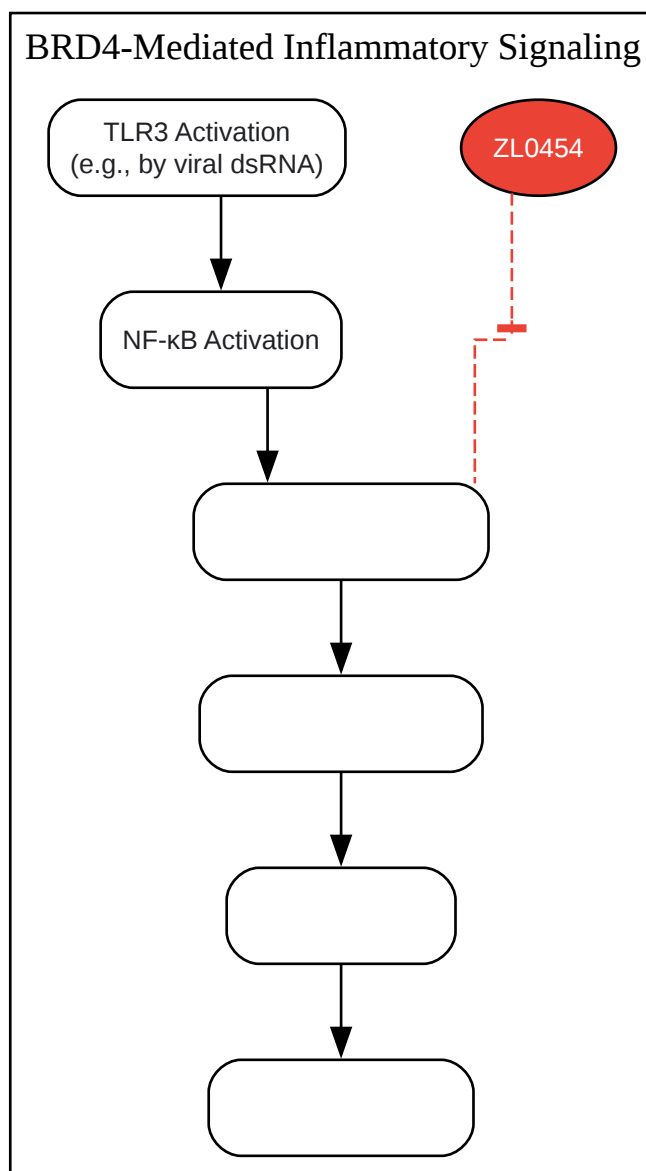 BRD4-Mediated Inflammatory Signaling
TLR3 Activation
(e.g., by viral dsRNA)
ZL0454
NF-κB Activation